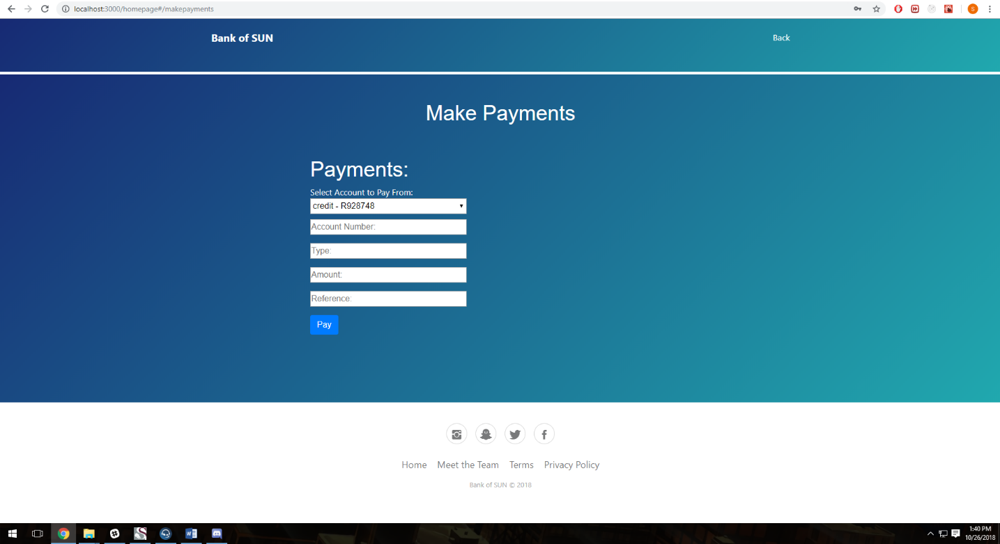 localhost:3000/homepage#/makepayments
S
Bank of SUN
Back
Make Payments
Payments:
Select Account to Pay From:
credit - R928748
Account Number:
Type:
Amount:
Reference:
Pay
Home Meet the Team Terms Privacy Policy
Bank of SUN © 2018
1:40 PM
10/26/2018